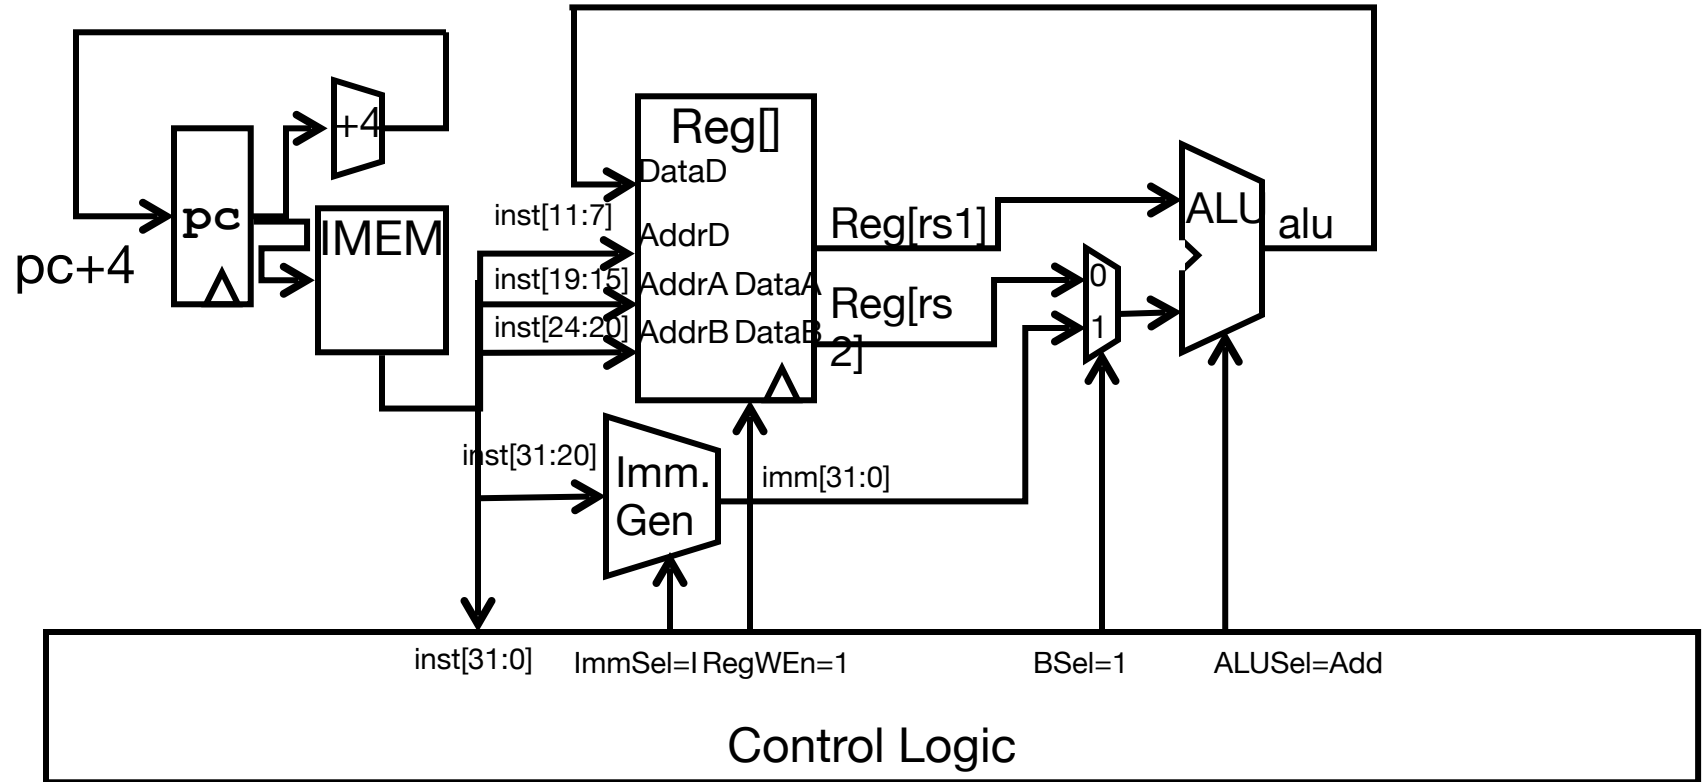 +4
Reg[]
DataD
pc
inst[11:7]
IMEM
ALU
Reg[rs1]
alu
AddrD
pc+4
inst[19:15]
AddrA DataA
0
Reg[rs
2]
inst[24:20]
AddrB DataB
1
inst[31:20]
Imm.
Gen
imm[31:0]
inst[31:0]
ImmSel=I
RegWEn=1
BSel=1
ALUSel=Add
Control Logic